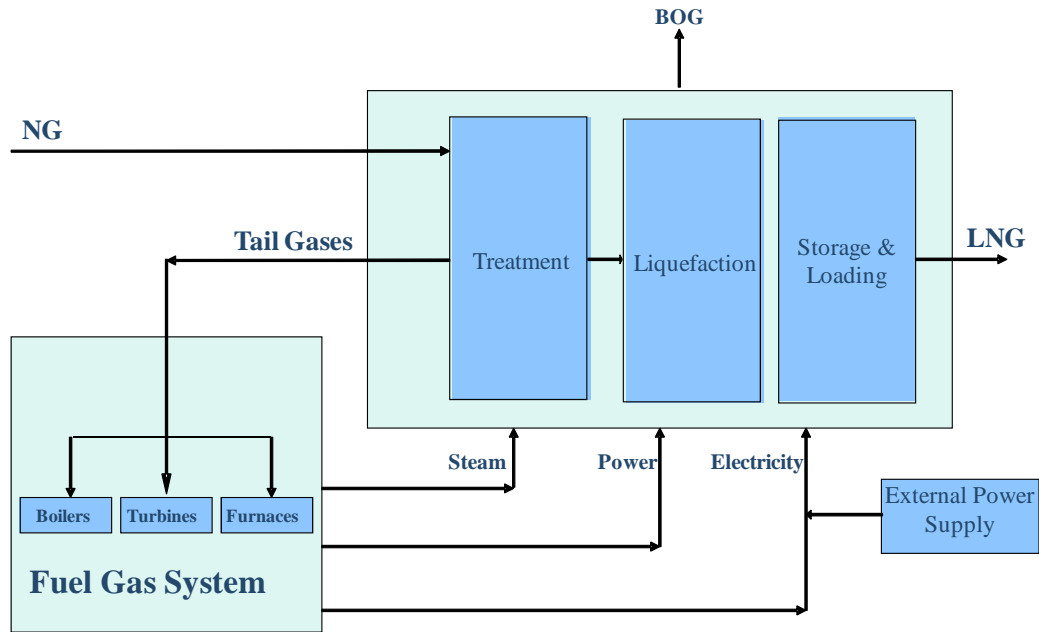 BOG
NG
Tail Gases
Treatment
Liquefaction
Storage &
Loading
LNG
Steam
Power
Electricity
External Power
Supply
Boilers
Turbines
Furnaces
Fuel Gas System